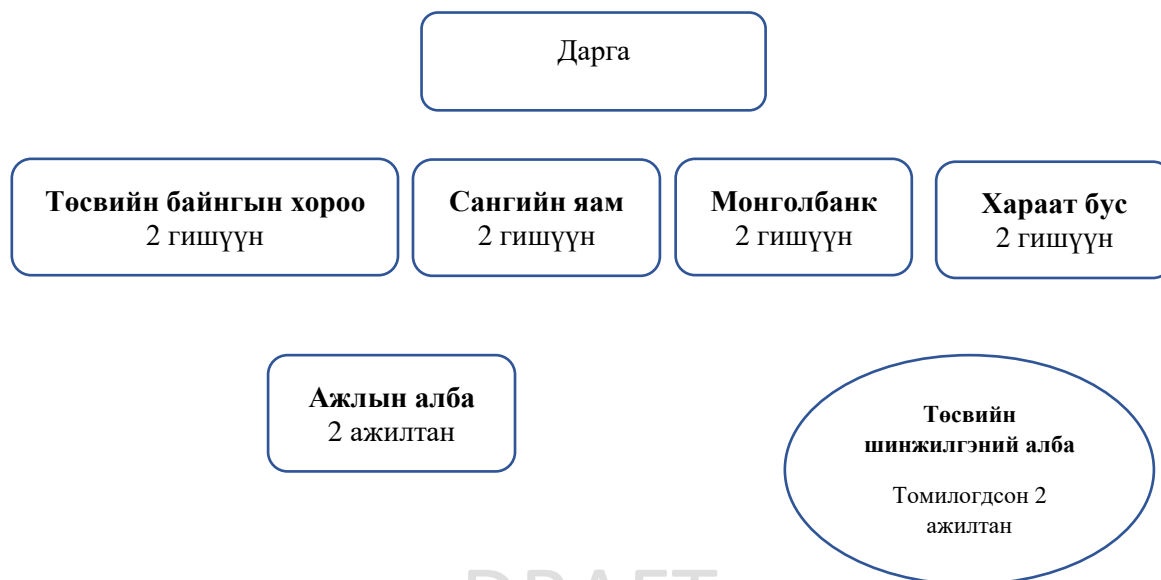 Дарга
Төсвийн байнгын хороо
2 гишүүн
Сангийн яам
2 гишүүн
Монголбанк
2 гишүүн
Хараат бус
2 гишүүн
Ажлын алба
2 ажилтан
Төсвийн
шинжилгэний алба
Томилогдсон 2
ажилтан
DRAFT